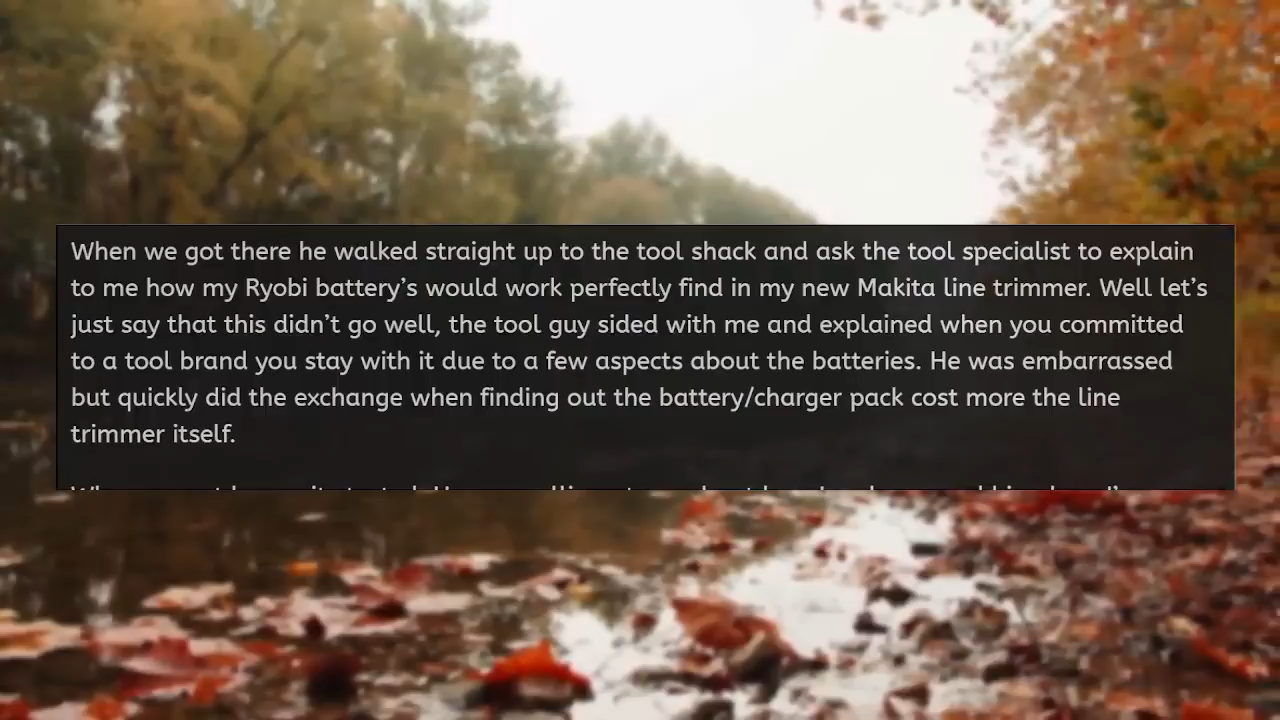 When we got there he walked straight up to the tool shack and ask the tool specialist to explain
to me how my Ryobi battery’s would work perfectly find in my new Makita line trimmer. Well let’s
just say that this didn’t go well, the tool guy sided with me and explained when you committed
to a tool brand you stay with it due to a few aspects about the batteries. He was embarrassed
but quickly did the exchange when finding out the battery/charger pack cost more the line
trimmer itself.